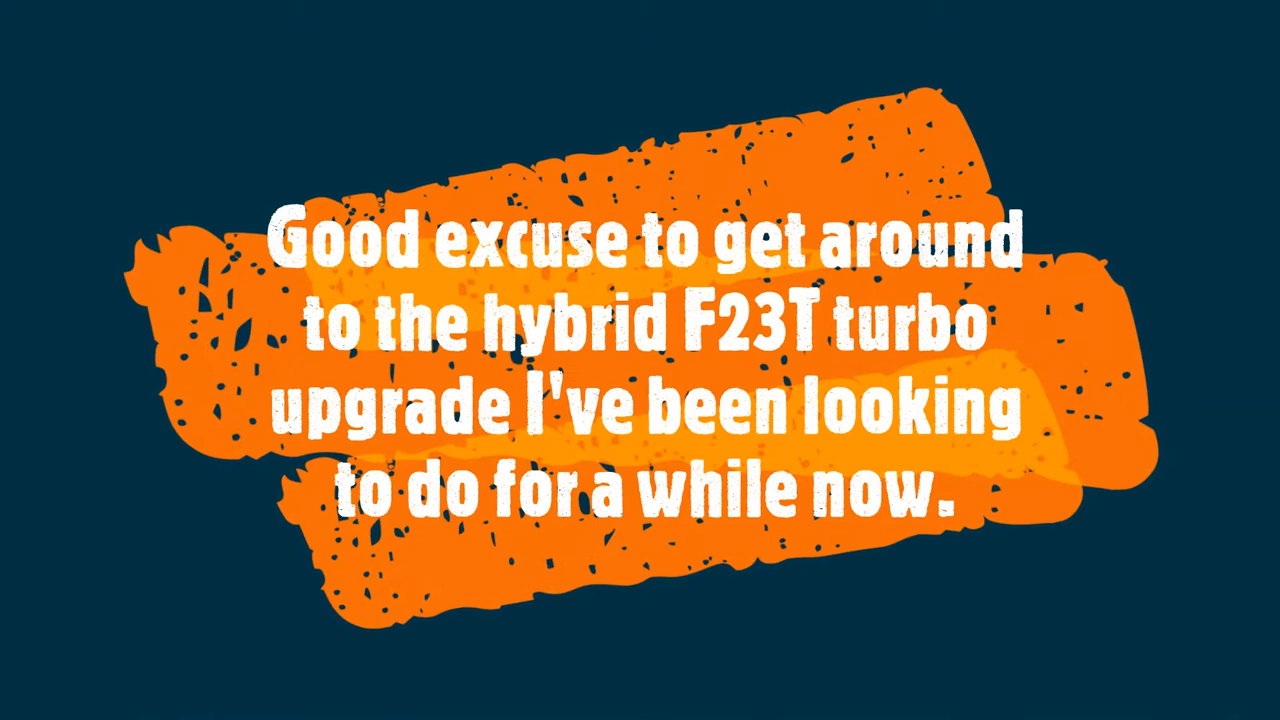 Good excuse to get around
to the hybrid F23T turbo
upgrade I've been looking
to do for a while now.